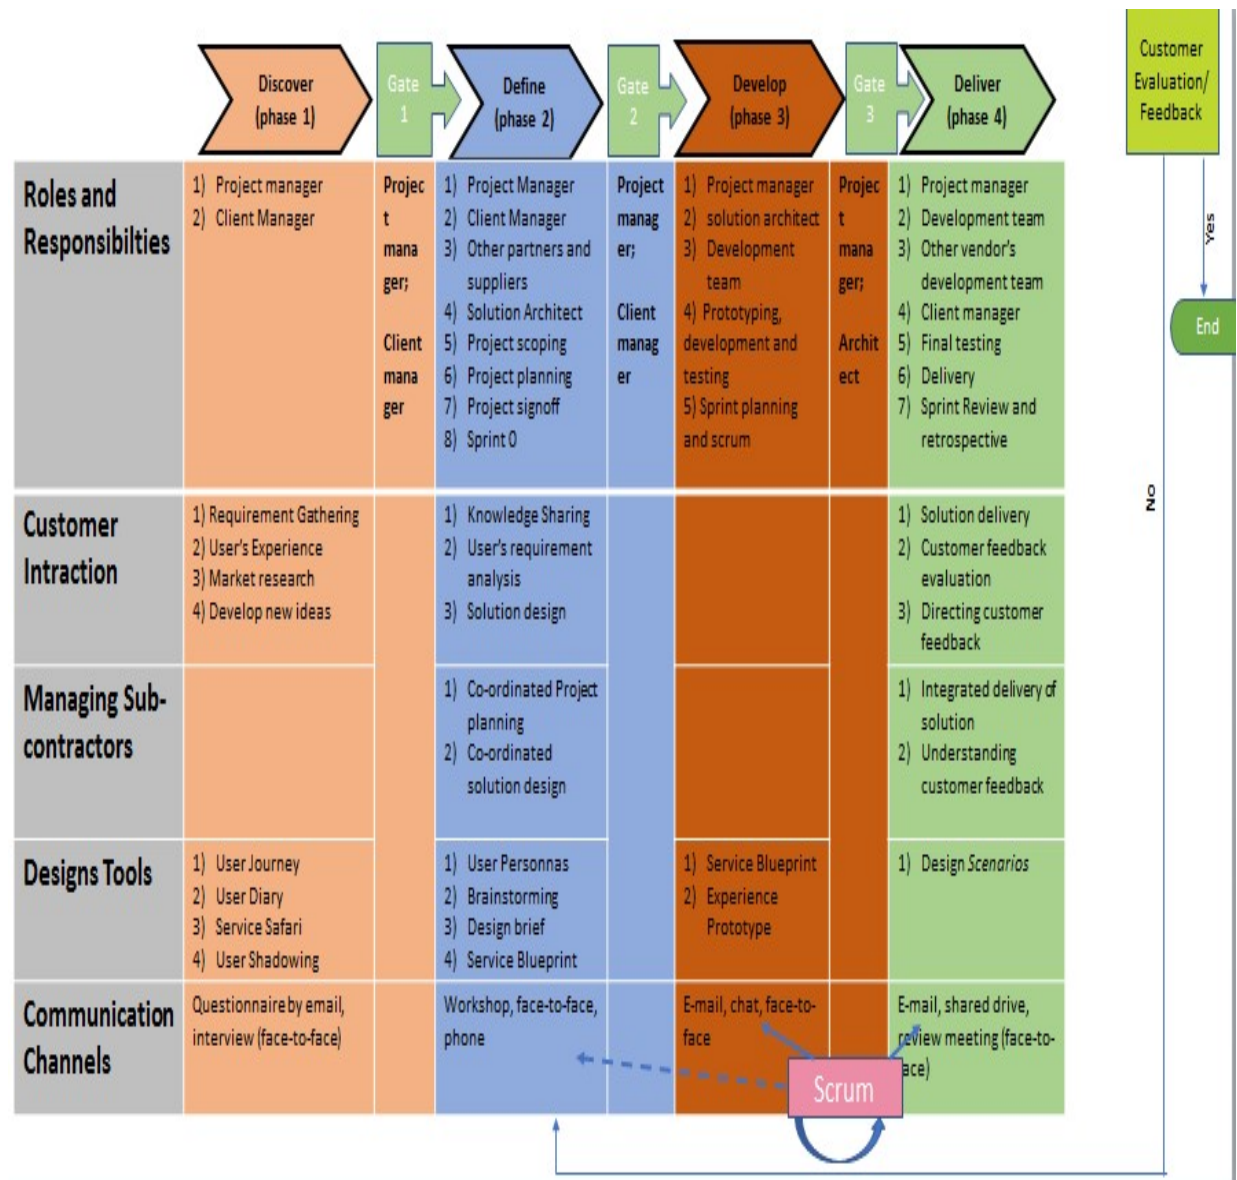 Customer
Evaluation/
Feedback
Discover
(phase 1)
Gate
1
Define
(phase 2)
Gate
2
Develop
(phase 3)
Gate
3
Deliver
(phase 4)
Yes
End
No
Roles and
Responsibilties
1) Project manager
2) Client Manager
Projec
t
mana
ger;
Client
mana
ger
1) Project Manager
2) Client Manager
3) Other partners and
suppliers
4) Solution Architect
5) Project scoping
6) Project planning
7) Project signoff
8) Sprint 0
Project
manag
er;
Client
manag
er
1) Project manager
2) solution architect
3) Development
team
4) Prototyping,
development and
testing
5) Sprint planning
and scrum
Projec
t
mana
ger;
Archit
ect
1) Project manager
2) Development team
3) Other vendor's
development team
4) Client manager
5) Final testing
6) Delivery
7) Sprint Review and
retrospective
Customer
Intraction
1) Requirement Gathering
2) User's Experience
3) Market research
4) Develop new ideas
1) Knowledge Sharing
2) User's requirement
analysis
3) Solution design
1) Solution delivery
2) Customer feedback
evaluation
3) Directing customer
feedback
Managing Sub-
contractors
1) Co-ordinated Project
planning
2) Co-ordinated
solution design
1) Integrated delivery of
solution
2) Understanding
customer feedback
Designs Tools
1) User Journey
2) User Diary
3) Service Safari
4) User Shadowing
1) User Personnas
2) Brainstorming
3) Design brief
4) Service Blueprint
1) Service Blueprint
2) Experience
Prototype
1) Design Scenarios
Communication
Channels
Questionnaire by email,
interview (face-to-face)
Workshop, face-to-face,
phone
E-mail, chat, face-to-
face
E-mail, shared drive,
review meeting (face-to-
face)
Scrum